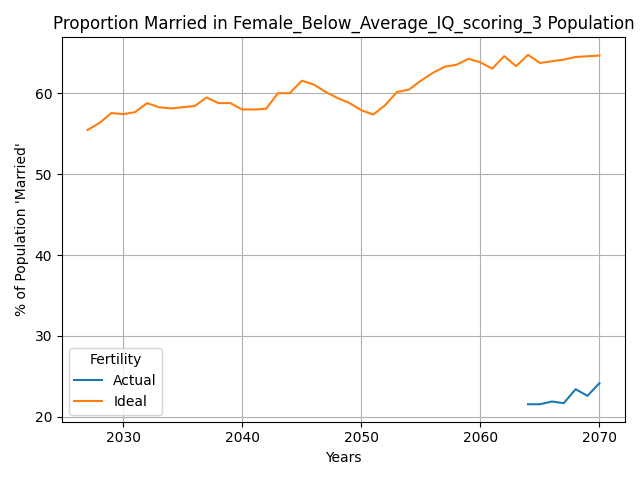 Proportion Married in Female_Below_Average_IQ_scoring_3 Population
% of Population 'Married'
60
50
40
30
20
Fertility
Actual
Ideal
2030 2040 2050 2060 2070
Years